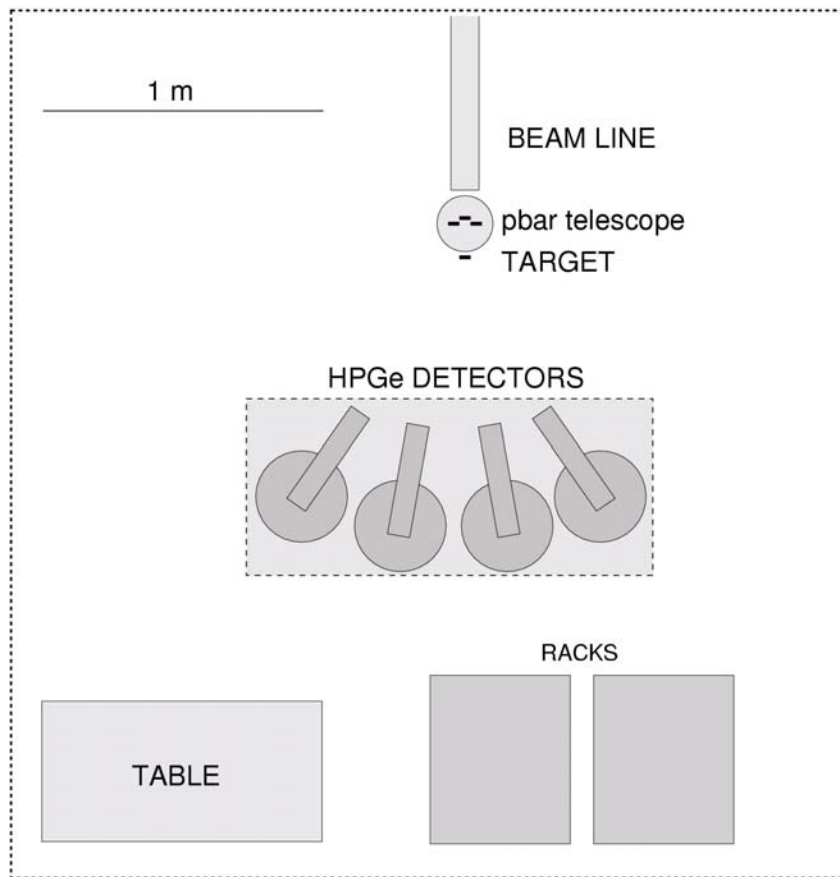 1 m
BEAM LINE
pbar telescope
TARGET
HPGe DETECTORS
RACKS
TABLE